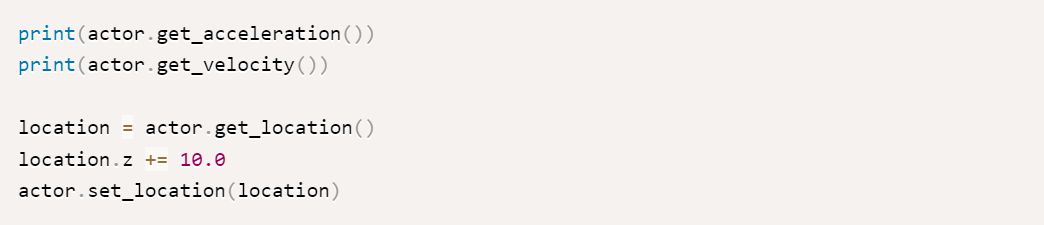 print(actor.get_acceleration())
print(actor.get_velocity())
location = actor.get_location()
location.z += 10.0
actor.set_location(location)